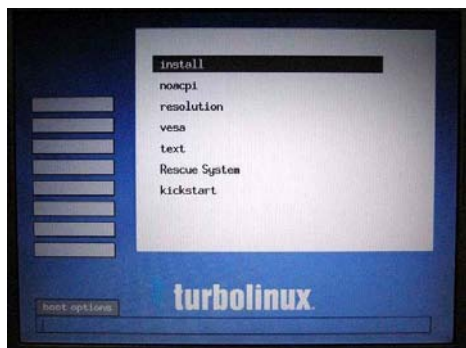 install
noacpi
resolution
vesa
text
Rescue System
kickstart
turbolinux
boot options